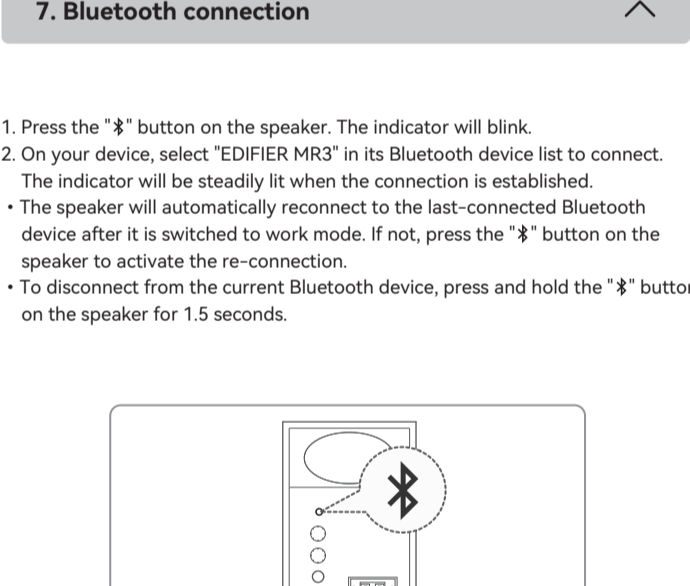 7. Bluetooth connection
1. Press the "" button on the speaker. The indicator will blink.
2. On your device, select "EDIFIER MR3" in its Bluetooth device list to connect.
The indicator will be steadily lit when the connection is established.
• The speaker will automatically reconnect to the last-connected Bluetooth
device after it is switched to work mode. If not, press the "" button on the
speaker to activate the re-connection.
• To disconnect from the current Bluetooth device, press and hold the "" button
on the speaker for 1.5 seconds.